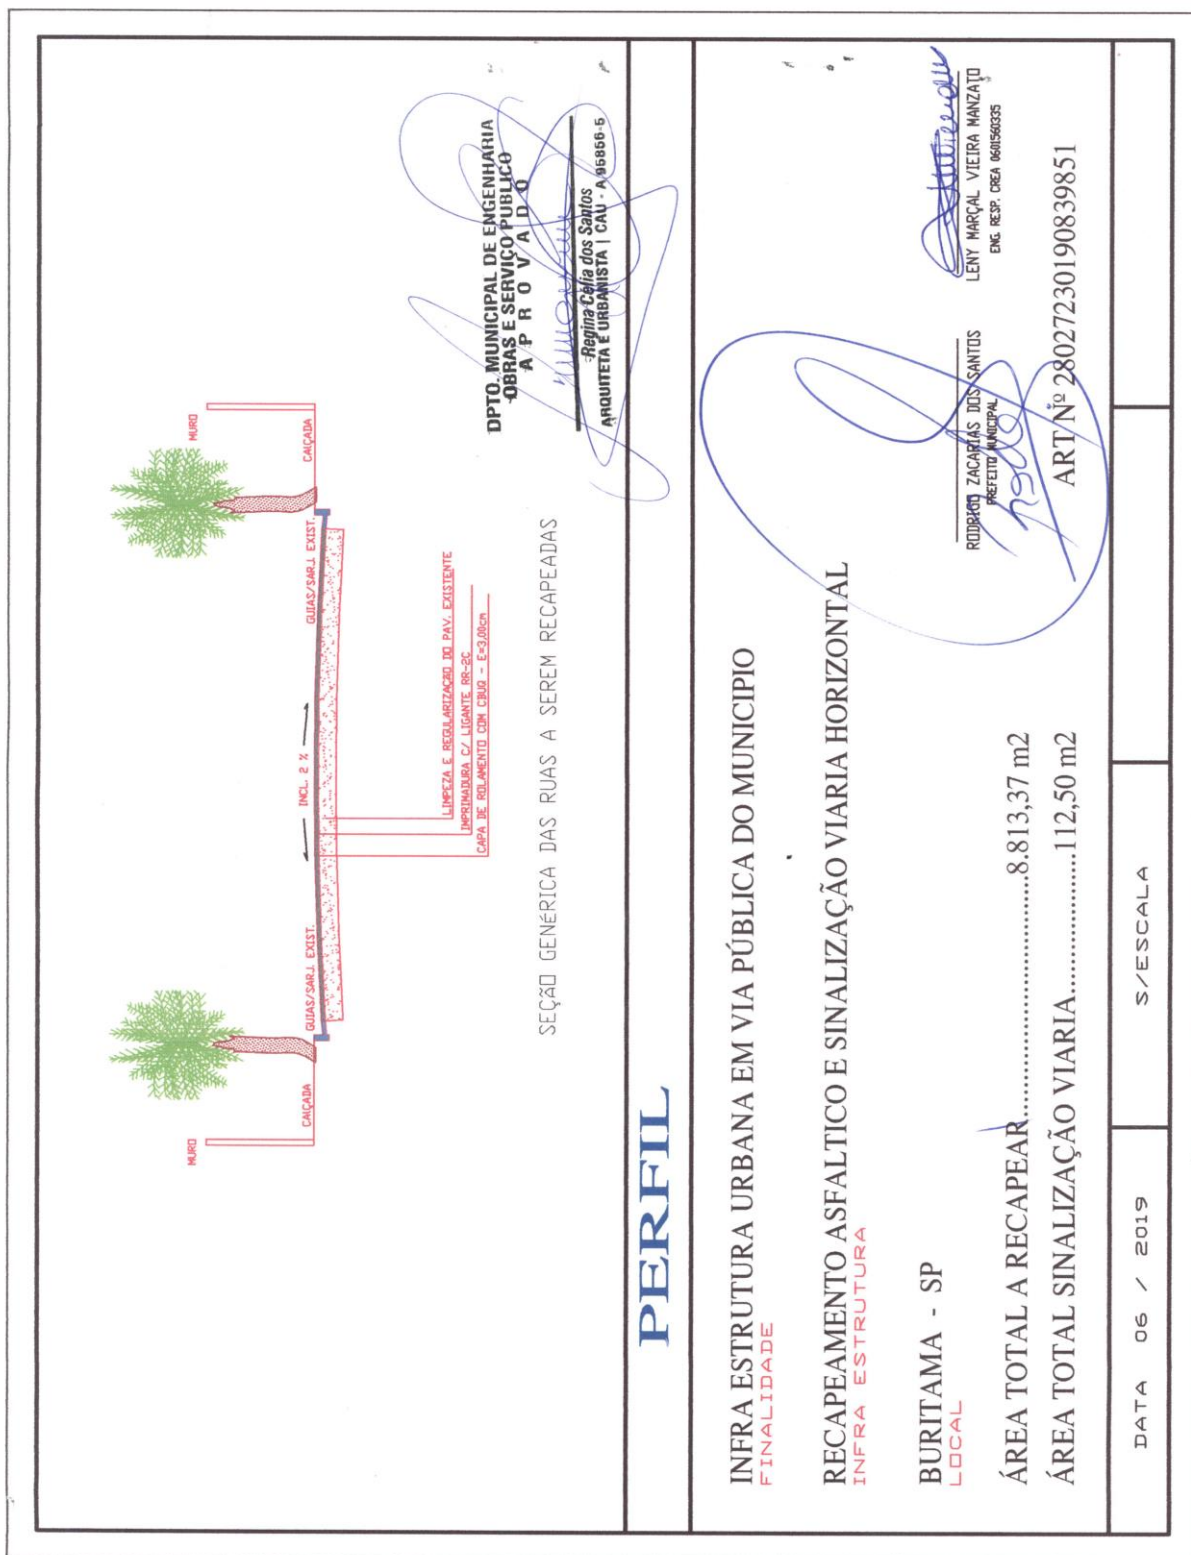 MURO
MURO
CALÇADA
GUIAS/SARJ. EXIST.
INCL. 2 %
GUIAS/SARJ. EXIST.
CALÇADA
LIMPEZA E REGULARIZAÇÃO DO PAV. EXISTENTE
IMPRIMADURA C/ LIGANTE RR-2C
CAPA DE ROLAMENTO COM CBUQ - E=3,00cm
SEÇÃO GENÉRICA DAS RUAS A SEREM RECAPEADAS
DPTO. MUNICIPAL DE ENGENHARIA
OBRAS E SERVIÇO PÚBLICO
A P R O V A D O
Regina Celia dos Santos
ARQUITETA E URBANISTA | CAU - A 95856-5
PERFIL
INFRA ESTRUTURA URBANA EM VIA PÚBLICA DO MUNICIPIO
FINALIDADE
RECAPEAMENTO ASFALTICO E SINALIZAÇÃO VIARIA HORIZONTAL
INFRA ESTRUTURA
BURITAMA - SP
LOCAL
RODRIGO ZACARIAS DOS SANTOS
PREFEITO MUNICIPAL
LENY MARÇAL VIEIRA MANZATO
ENG. RESP. CREA 0601560335
ÁREA TOTAL A RECAPEAR........................................8.813,37 m2
ÁREA TOTAL SINALIZAÇÃO VIARIA....................112,50 m2
ART Nº 28027230190839851
DATA 06 / 2019
S/ESCALA